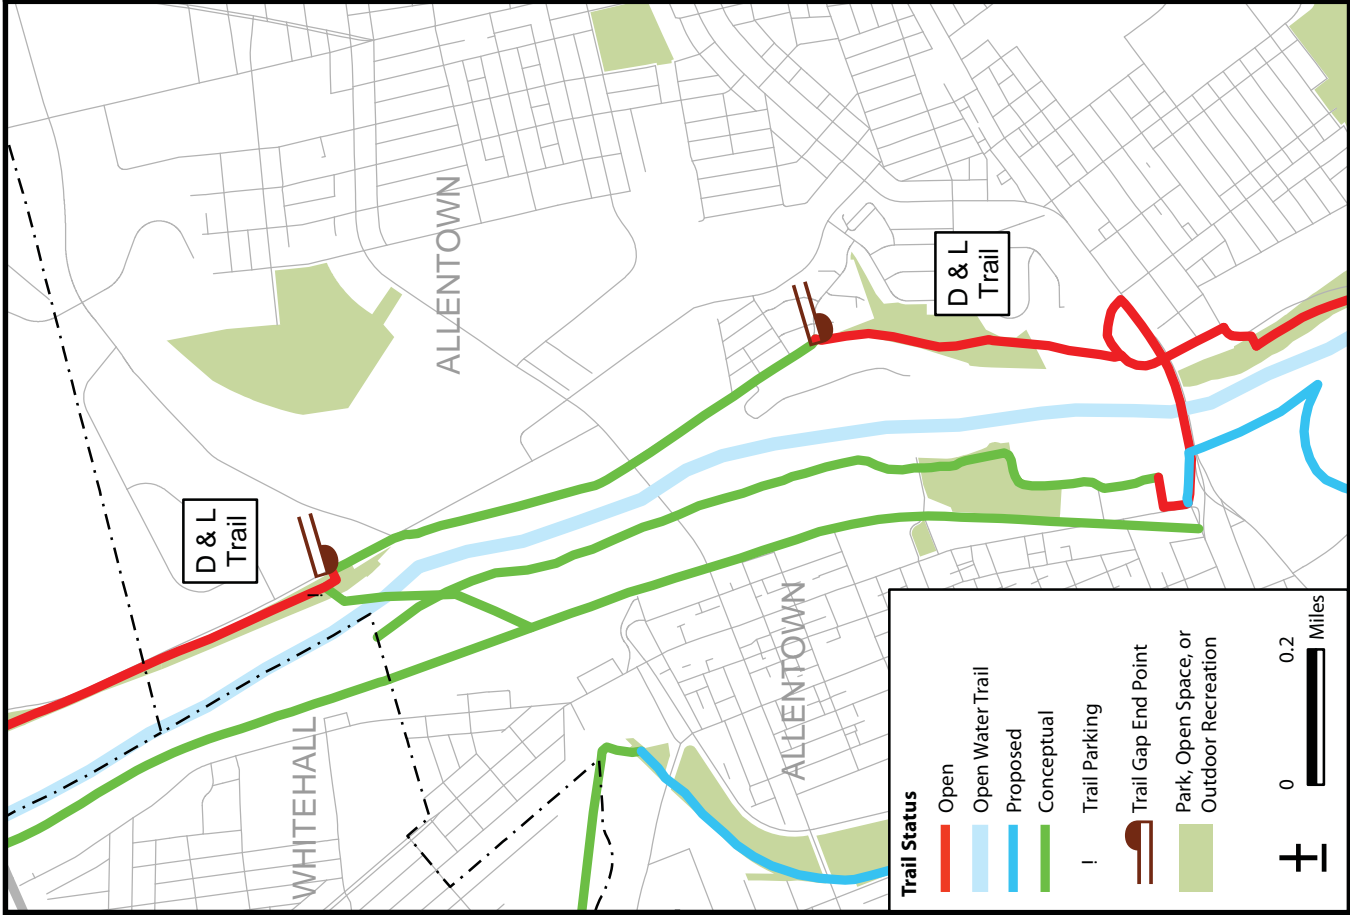 WHITEHALL
D & L
Trail
ALLENTOWN
ALLENTOWN
D & L
Trail
Trail Status
Open
Open Water Trail
Proposed
Conceptual
!
Trail Parking
Trail Gap End Point
Park, Open Space, or
Outdoor Recreation
0
0.2
Miles
!